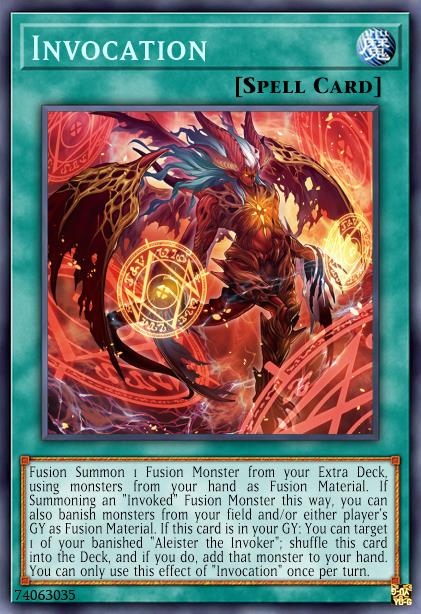 Invocation
[Spell Card]
Fusion Summon 1 Fusion Monster from your Extra Deck,
using monsters from your hand as Fusion Material. If
Summoning an "Invoked" Fusion Monster this way, you can
also banish monsters from your field and/or either player's
GY as Fusion Material. If this card is in your GY: You can target
1 of your banished "Aleister the Invoker"; shuffle this card
into the Deck, and if you do, add that monster to your hand.
You can only use this effect of "Invocation" once per turn.
74063035